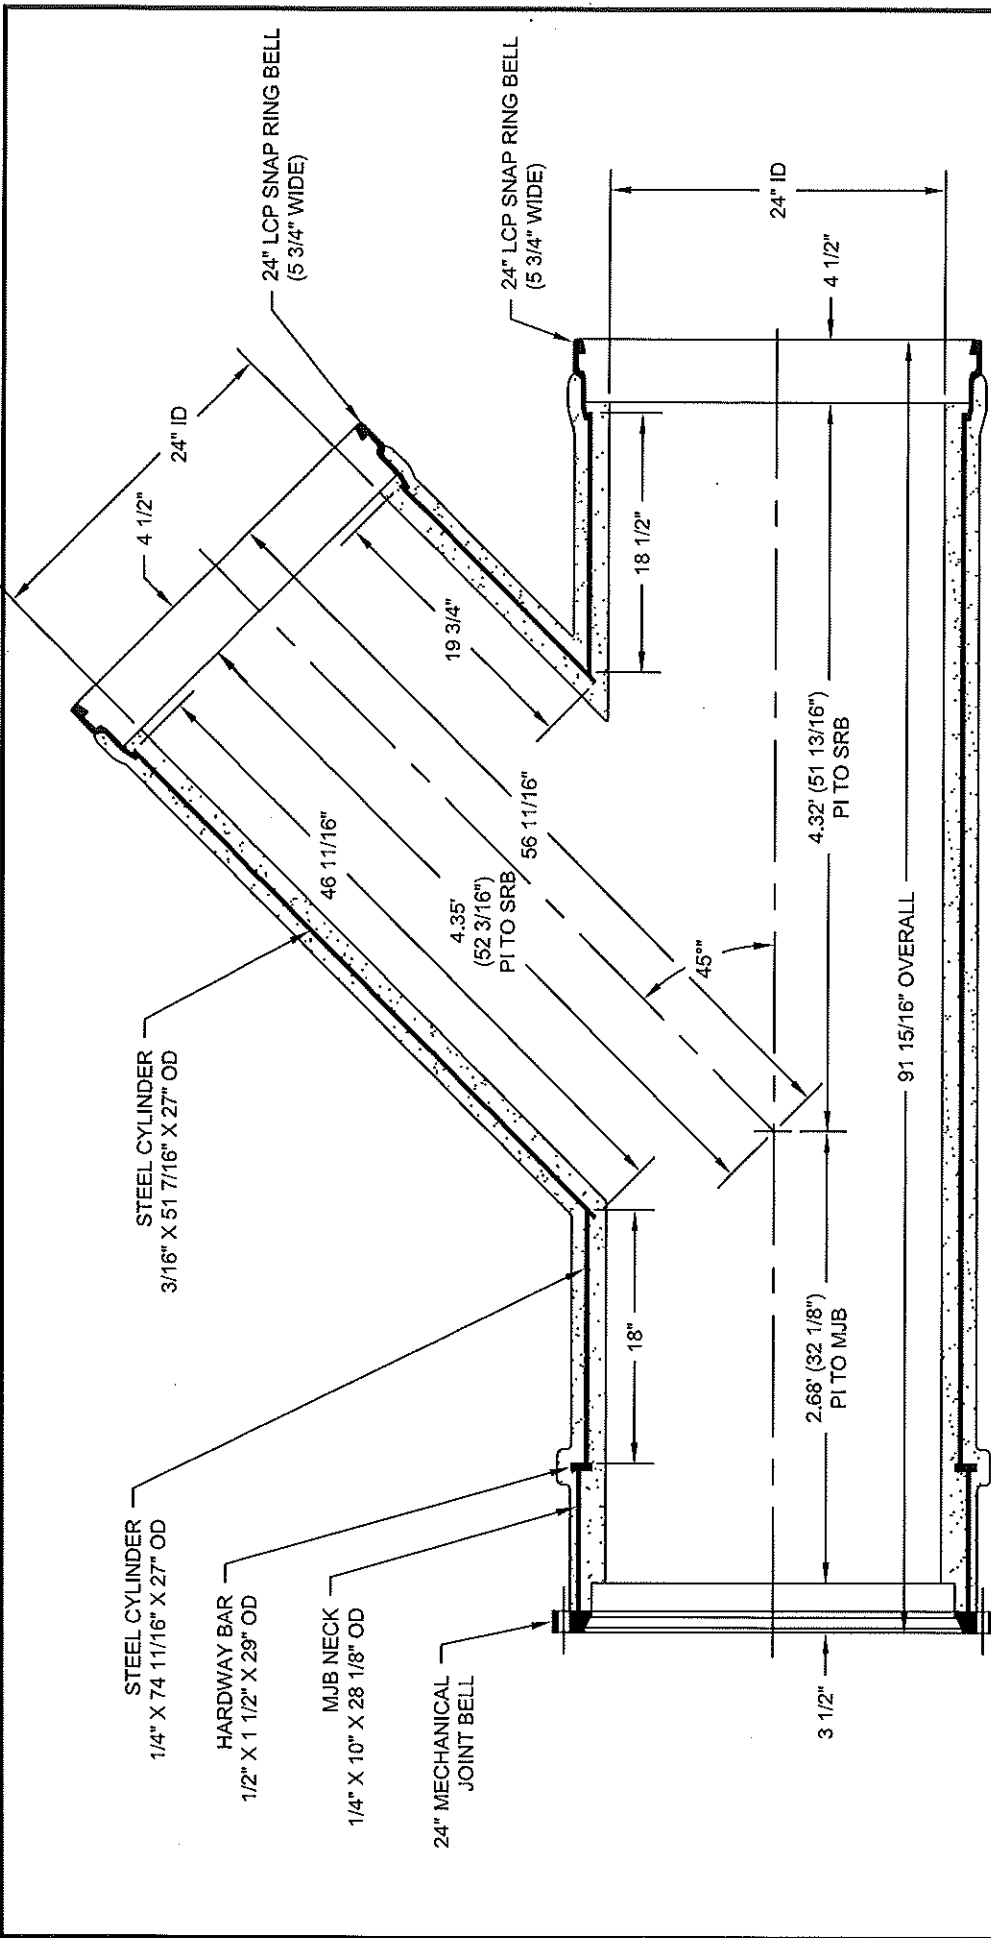 STEEL CYLINDER
1/4" X 74 11/16" X 27" OD
HARDWAY BAR
1/2" X 1 1/2" X 29" OD
MJB NECK
1/4" X 10" X 28 1/8" OD
24" MECHANICAL
JOINT BELL
STEEL CYLINDER
3/16" X 51 7/16" X 27" OD
24" LCP SNAP RING BELL
(5 3/4" WIDE)
24" LCP SNAP RING BELL
(5 3/4" WIDE)
24" ID
4 1/2"
46 11/16"
4.35'
(52 3/16")
PI TO SRB
56 11/16"
19 3/4"
45°"
18"
18 1/2"
24" ID
4 1/2"
2.68' (32 1/8")
PI TO MJB
4.32' (51 13/16")
PI TO SRB
91 15/16" OVERALL
3 1/2"